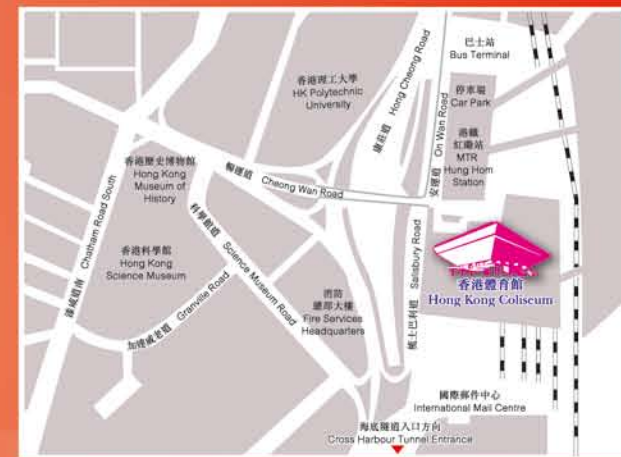 巴士站
Bus Terminal
香港理工大學
HK Polytechnic
University
康莊道 Hong Cheong Road
安運道 On Wan Road
停車場
Car Park
港鐵
紅磡站
MTR
Hung Hom
Station
香港歷史博物館
Hong Kong
Museum of
History
暢運道 Cheong Wan Road
漆咸道南 Chatham Road South
科學館道 Science Museum Road
香港科學館
Hong Kong
Science Museum
加連威老道 Granville Road
消防
總部大樓
Fire Services
Headquarters
梳士巴利道 Salisbury Road
香港體育館
Hong Kong Coliseum
國際郵件中心
International Mail Centre
海底隧道入口方向
Cross Harbour Tunnel Entrance